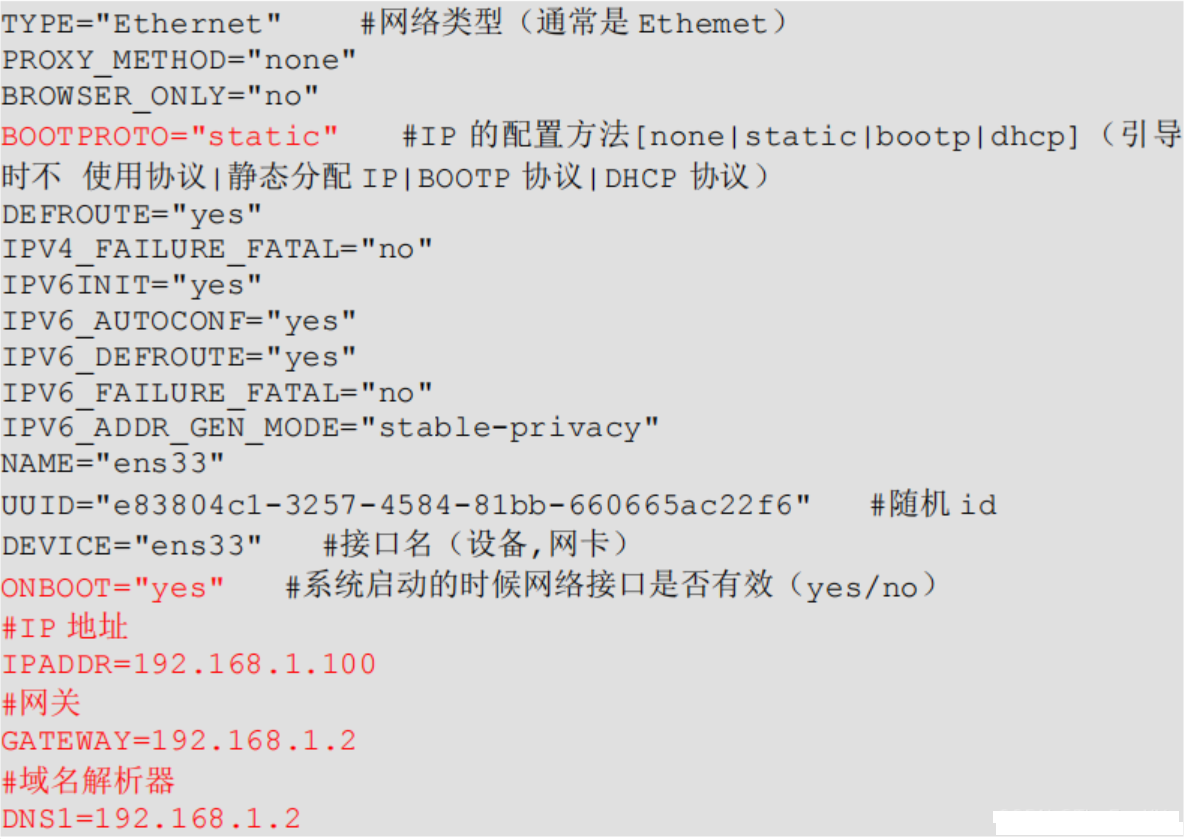 TYPE="Ethernet" #网络类型（通常是 Ethemet）
PROXY_METHOD="none"
BROWSER_ONLY="no"
BOOTPROTO="static" #IP 的配置方法[none|static|bootp|dhcp]（引导
时不 使用协议|静态分配 IP|BOOTP 协议|DHCP 协议）
DEFROUTE="yes"
IPV4_FAILURE_FATAL="no"
IPV6INIT="yes"
IPV6_AUTOCONF="yes"
IPV6_DEFROUTE="yes"
IPV6_FAILURE_FATAL="no"
IPV6_ADDR_GEN_MODE="stable-privacy"
NAME="ens33"
UUID="e83804c1-3257-4584-81bb-660665ac22f6" #随机 id
DEVICE="ens33" #接口名（设备,网卡）
ONBOOT="yes" #系统启动的时候网络接口是否有效（yes/no）
#IP 地址
IPADDR=192.168.1.100
#网关
GATEWAY=192.168.1.2
#域名解析器
DNS1=192.168.1.2